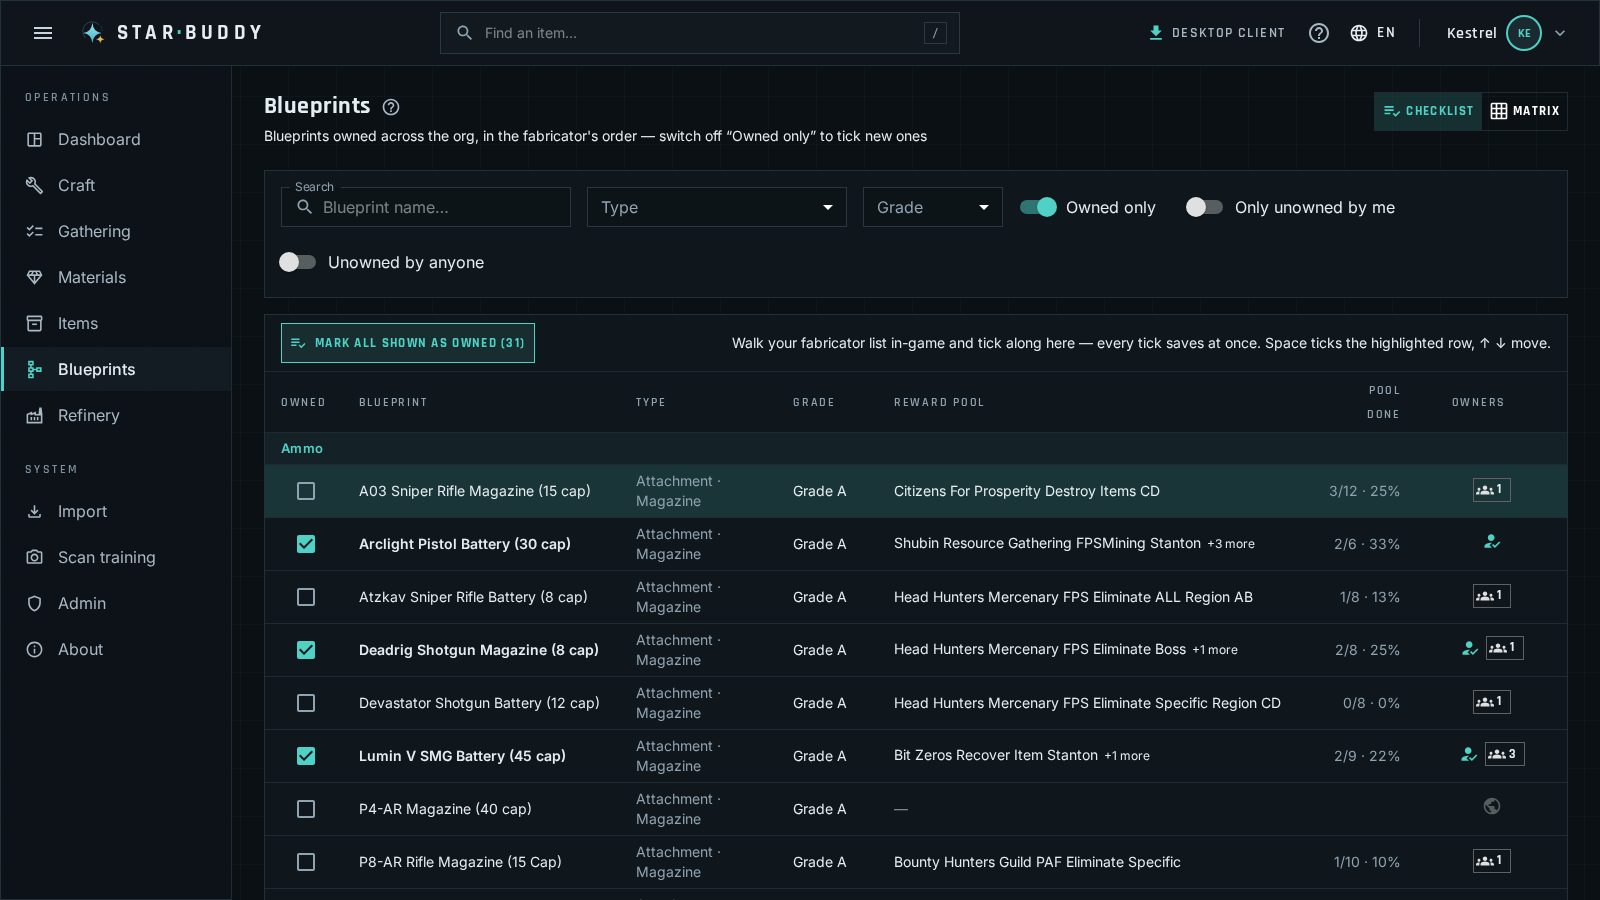 STAR·BUDDY
Find an item...
/
DESKTOP CLIENT
EN
Kestrel
KE
OPERATIONS
Dashboard
Craft
Gathering
Materials
Items
Blueprints
Refinery
SYSTEM
Import
Scan training
Admin
About
Blueprints
Blueprints owned across the org, in the fabricator's order — switch off “Owned only” to tick new ones
CHECKLIST
MATRIX
Search
Blueprint name...
Type
Grade
Owned only
Only unowned by me
Unowned by anyone
MARK ALL SHOWN AS OWNED (31)
Walk your fabricator list in-game and tick along here — every tick saves at once. Space ticks the highlighted row, ↑ ↓ move.
OWNED BLUEPRINT TYPE GRADE REWARD POOL POOL DONE OWNERS
Ammo
A03 Sniper Rifle Magazine (15 cap) Attachment · Magazine Grade A Citizens For Prosperity Destroy Items CD 3/12 · 25% 1
Arclight Pistol Battery (30 cap) Attachment · Magazine Grade A Shubin Resource Gathering FPSMining Stanton +3 more 2/6 · 33%
Atzkav Sniper Rifle Battery (8 cap) Attachment · Magazine Grade A Head Hunters Mercenary FPS Eliminate ALL Region AB 1/8 · 13% 1
Deadrig Shotgun Magazine (8 cap) Attachment · Magazine Grade A Head Hunters Mercenary FPS Eliminate Boss +1 more 2/8 · 25% 1
Devastator Shotgun Battery (12 cap) Attachment · Magazine Grade A Head Hunters Mercenary FPS Eliminate Specific Region CD 0/8 · 0% 1
Lumin V SMG Battery (45 cap) Attachment · Magazine Grade A Bit Zeros Recover Item Stanton +1 more 2/9 · 22% 3
P4-AR Magazine (40 cap) Attachment · Magazine Grade A —
P8-AR Rifle Magazine (15 Cap) Attachment · Magazine Grade A Bounty Hunters Guild PAF Eliminate Specific 1/10 · 10% 1